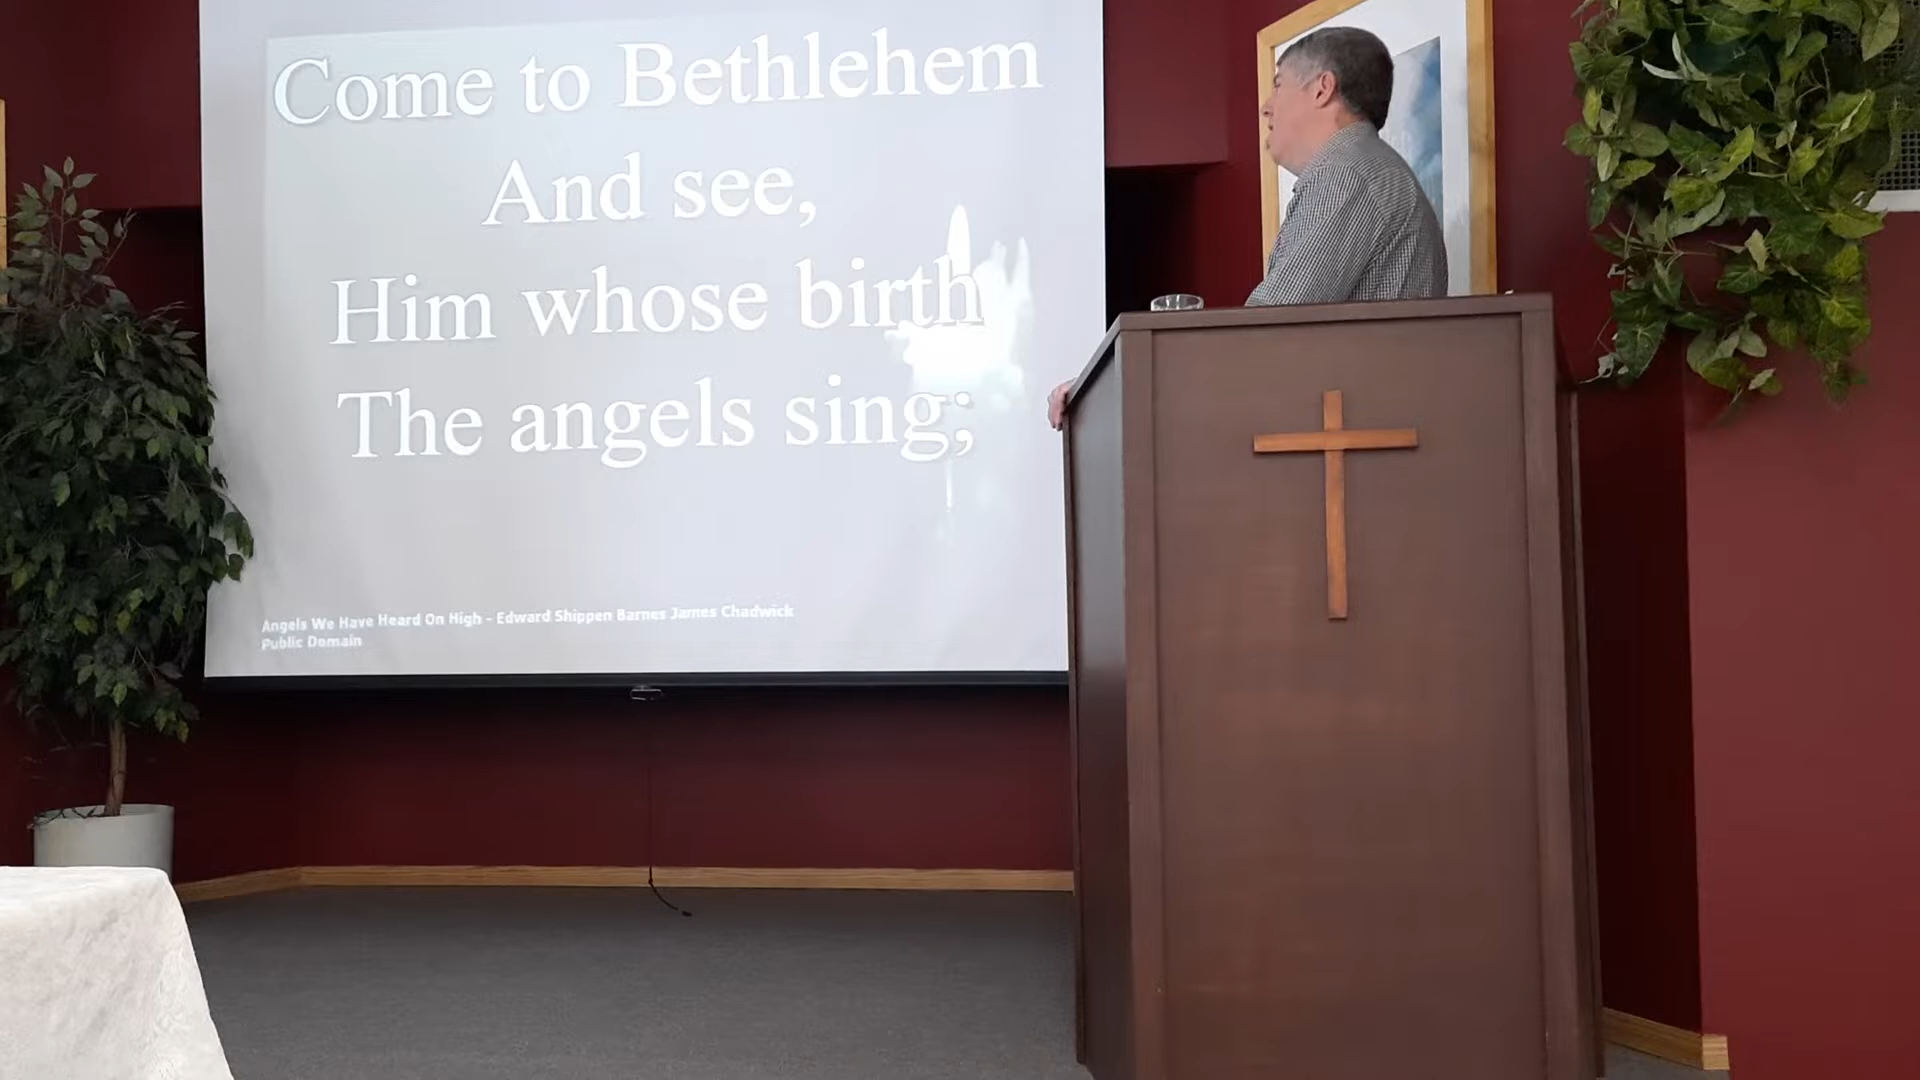 Come to Bethlehem
And see,
Him whose birth
The angels sing;
Angels We Have Heard On High - Edward Shippen Barnes James Chadwick
Public Domain